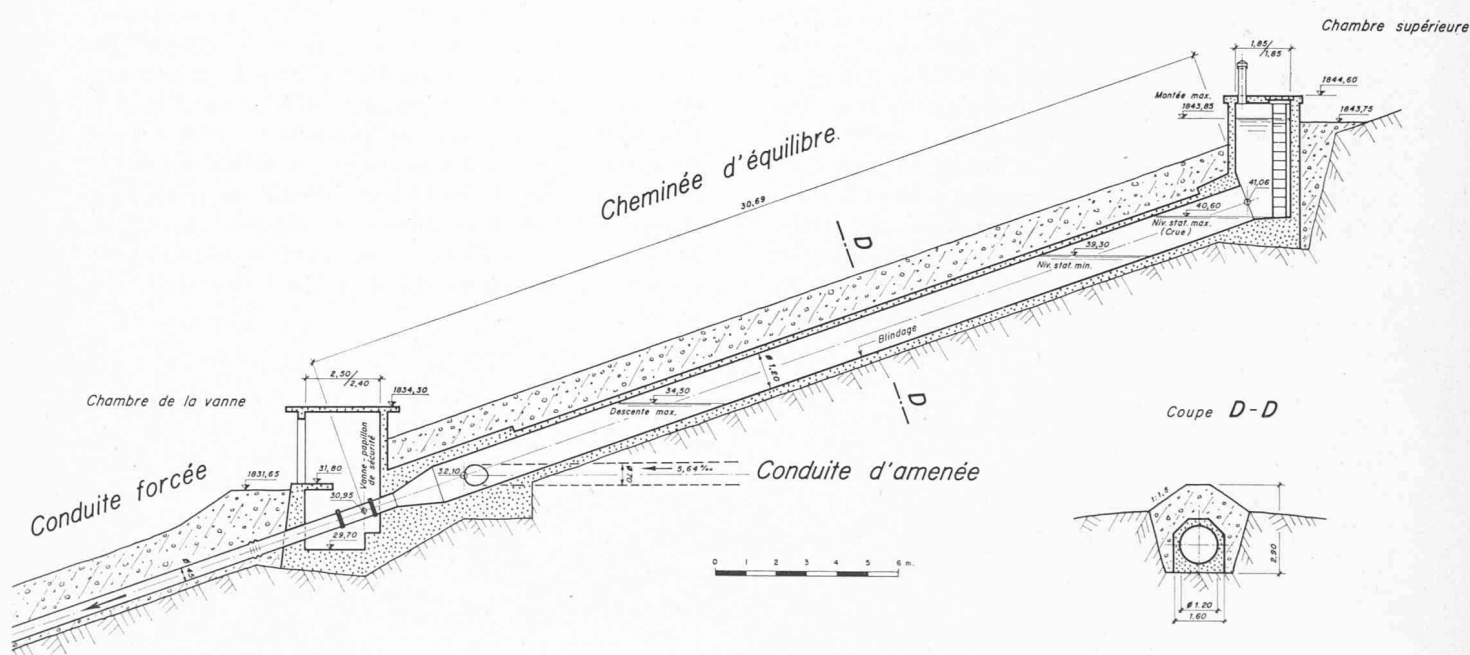 Chambre supérieure
1,85/1,85
1844,60
Montée max.
1843,85
1843,75
Cheminée d'équilibre
30,69
D
41,06
40,60
Niv. stat. max.
(Crue)
39,30
Niv. stat. min.
Blindage
ø 1,20
34,50
Descente max.
D
2,50/2,40
1834,30
Chambre de la vanne
Vanne-papillon
de sécurité
Conduite forcée
1831,65
31,80
30,95
29,70
32,10
ø 70
5,64 ‰
Conduite d'amenée
ø 45
0 1 2 3 4 5 6 m.
Coupe D-D
1:1,5
2,90
ø 1.20
1,60